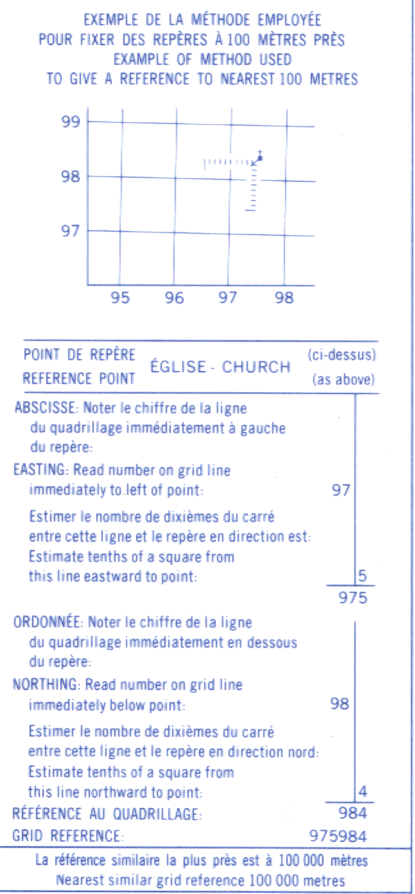 EXEMPLE DE LA MÉTHODE EMPLOYÉE
POUR FIXER DES REPÈRES À 100 MÈTRES PRÈS
EXAMPLE OF METHOD USED
TO GIVE A REFERENCE TO NEAREST 100 METRES
99
98
97
95 96 97 98
POINT DE REPÈRE ÉGLISE - CHURCH (ci-dessus)
REFERENCE POINT (as above)
ABSCISSE: Noter le chiffre de la ligne
du quadrillage immédiatement à gauche
du repère:
EASTING: Read number on grid line
immediately to left of point: 97
Estimer le nombre de dixièmes du carré
entre cette ligne et le repère en direction est:
Estimate tenths of a square from
this line eastward to point: 5
975
ORDONNÉE: Noter le chiffre de la ligne
du quadrillage immédiatement en dessous
du repère:
NORTHING: Read number on grid line
immediately below point: 98
Estimer le nombre de dixièmes du carré
entre cette ligne et le repère en direction nord:
Estimate tenths of a square from
this line northward to point: 4
RÉFÉRENCE AU QUADRILLAGE: 984
GRID REFERENCE: 975984
La référence similaire la plus près est à 100 000 mètres
Nearest similar grid reference 100 000 metres